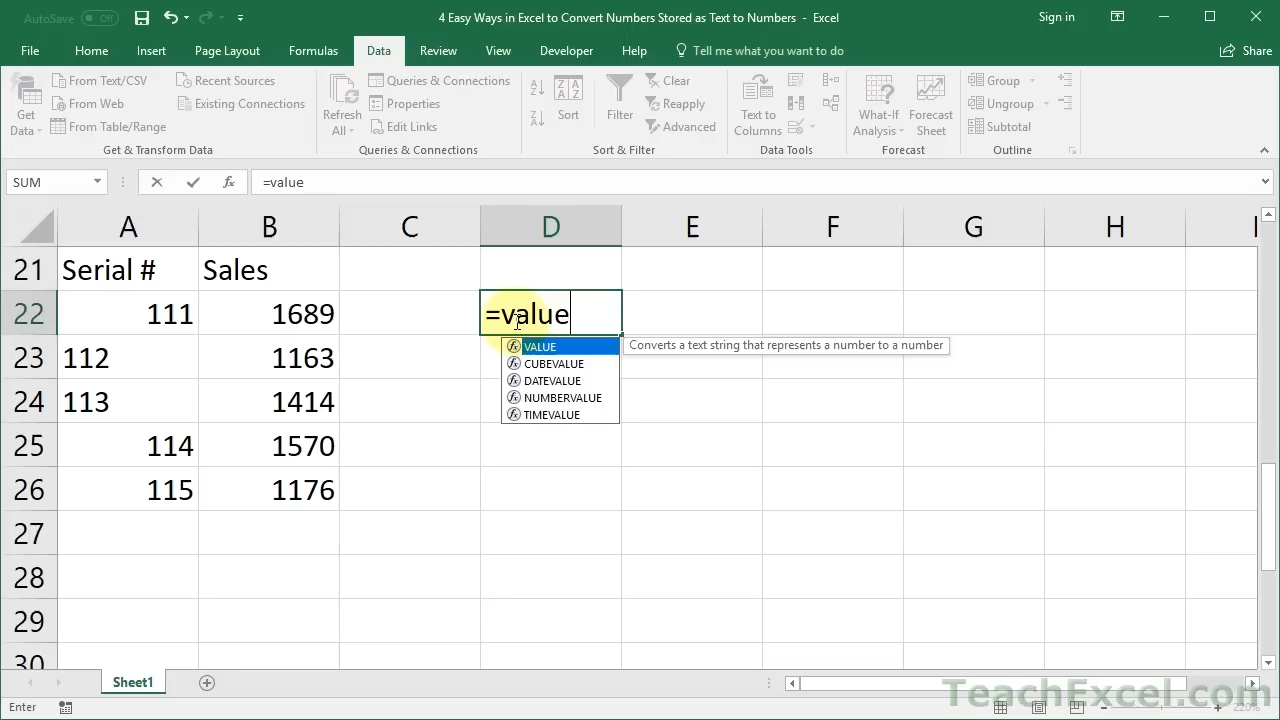 AutoSave Off 4 Easy Ways in Excel to Convert Numbers Stored as Text to Numbers - Excel Sign in
File Home Insert Page Layout Formulas Data Review View Developer Help Tell me what you want to do Share
Get Data
From Text/CSV
From Web
From Table/Range
Recent Sources
Existing Connections
Get & Transform Data
Refresh All
Queries & Connections
Properties
Edit Links
Queries & Connections
Sort
Filter
Clear
Reapply
Advanced
Sort & Filter
Text to Columns
Data Tools
What-If Analysis
Forecast Sheet
Forecast
Group
Ungroup
Subtotal
Outline
SUM fx =value
A B C D E F G H I
21 Serial # Sales
22 111 1689 =value
23 112 1163
24 113 1414
25 114 1570
26 115 1176
27
28
29
30
VALUE
CUBEVALUE
DATEVALUE
NUMBERVALUE
TIMEVALUE
Converts a text string that represents a number to a number
Sheet1
TeachExcel.com
Enter 220%